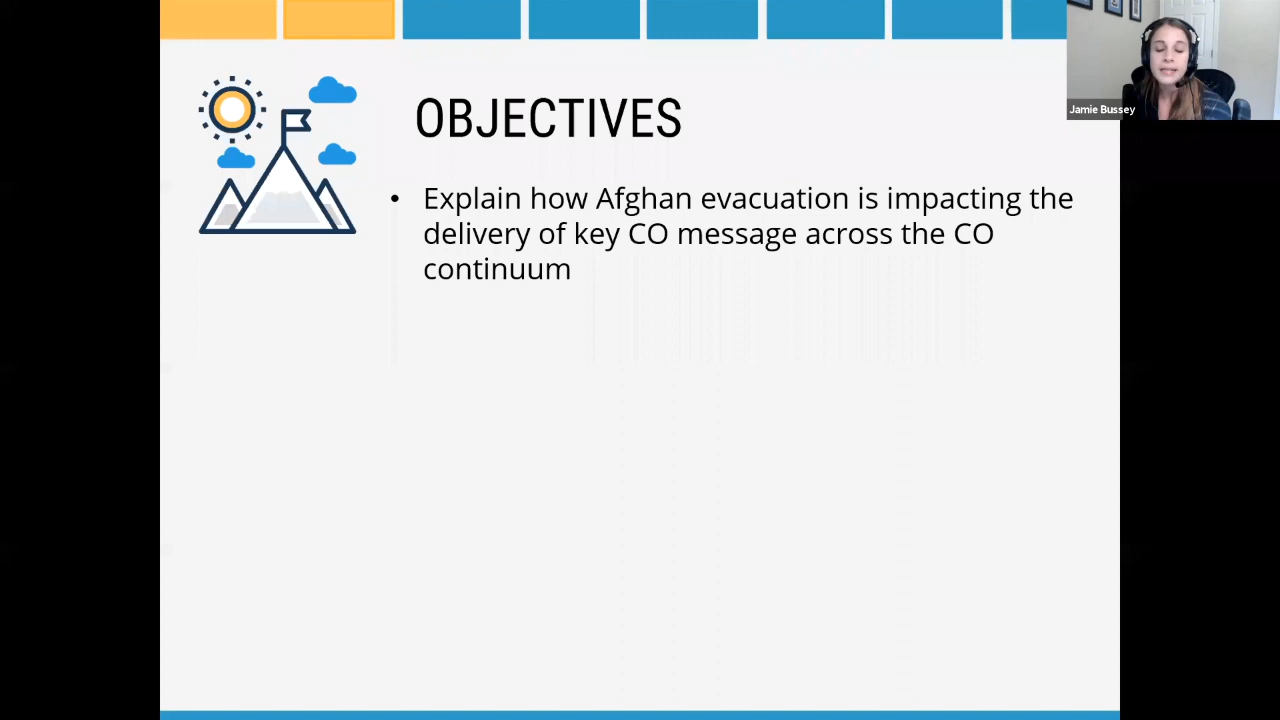 OBJECTIVES
• Explain how Afghan evacuation is impacting the
delivery of key CO message across the CO
continuum
Jamie Bussey